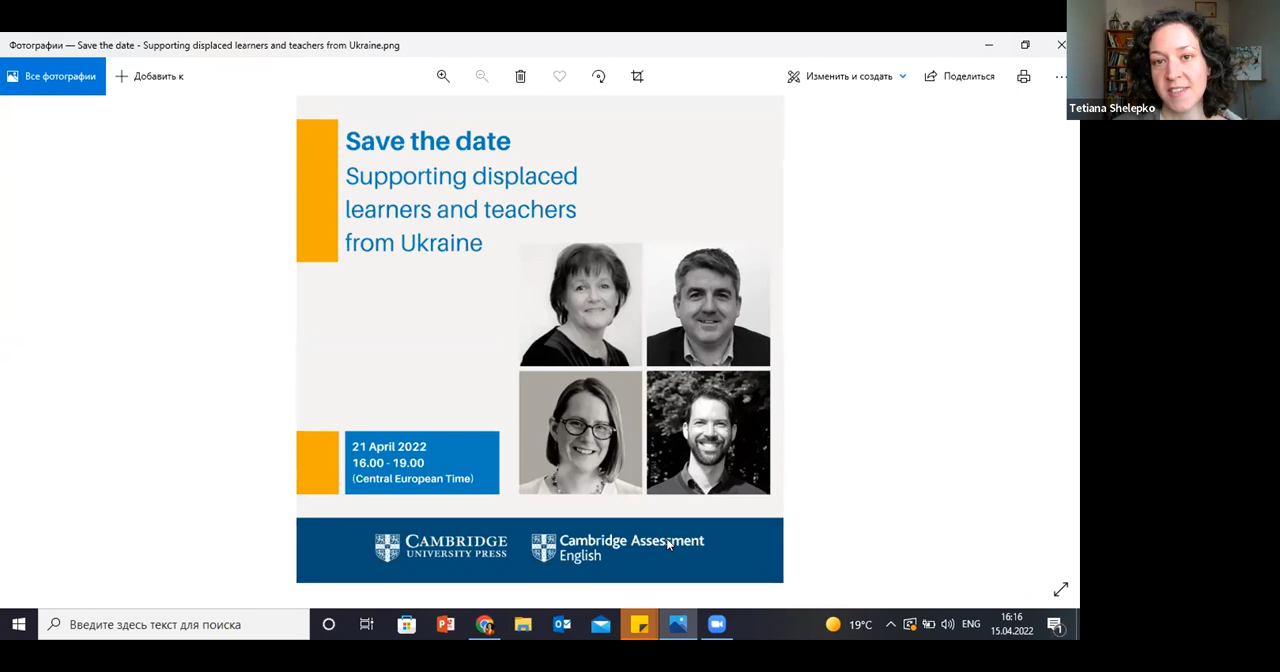 Фотографии — Save the date - Supporting displaced learners and teachers from Ukraine.png
Все фотографии
Добавить к
Изменить и создать
Поделиться
Tetiana Shelepko
Save the date
Supporting displaced
learners and teachers
from Ukraine
21 April 2022
16.00 - 19.00
(Central European Time)
CAMBRIDGE
UNIVERSITY PRESS
Cambridge Assessment
English
Введите здесь текст для поиска
19°C
ENG
16:16
15.04.2022
1